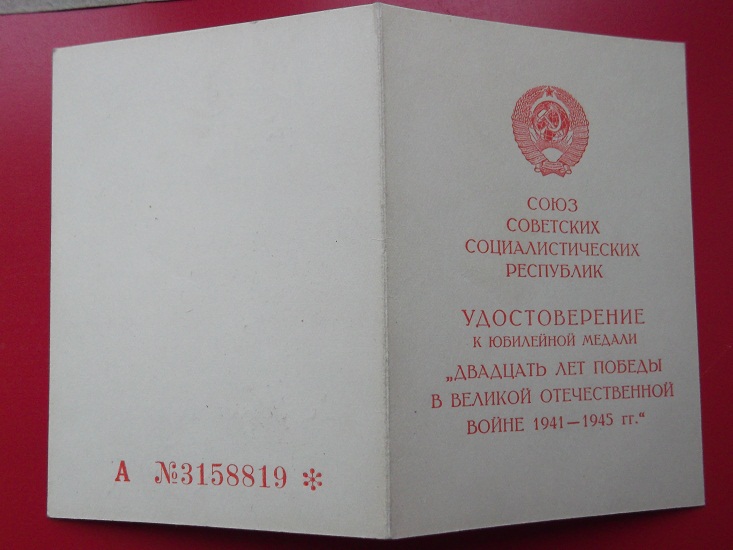 А №3158819 *
СОЮЗ
СОВЕТСКИХ
СОЦИАЛИСТИЧЕСКИХ
РЕСПУБЛИК
УДОСТОВЕРЕНИЕ
К ЮБИЛЕЙНОЙ МЕДАЛИ
„ДВАДЦАТЬ ЛЕТ ПОБЕДЫ
В ВЕЛИКОЙ ОТЕЧЕСТВЕННОЙ
ВОЙНЕ 1941—1945 гг.“